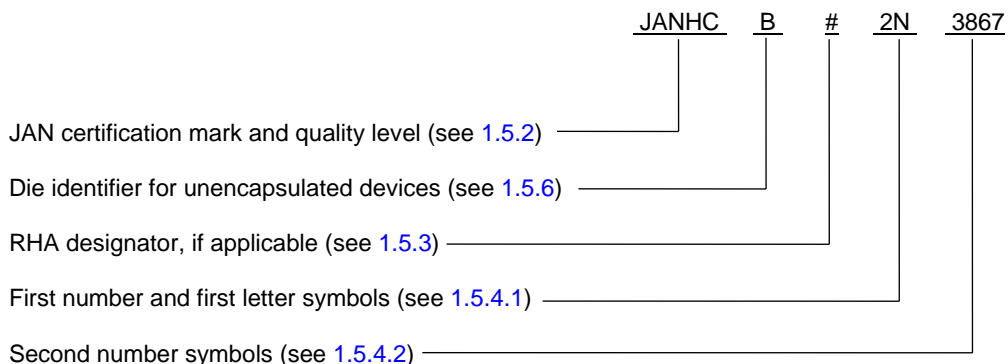 JANHC B # 2N 3867
JAN certification mark and quality level (see 1.5.2)
Die identifier for unencapsulated devices (see 1.5.6)
RHA designator, if applicable (see 1.5.3)
First number and first letter symbols (see 1.5.4.1)
Second number symbols (see 1.5.4.2)